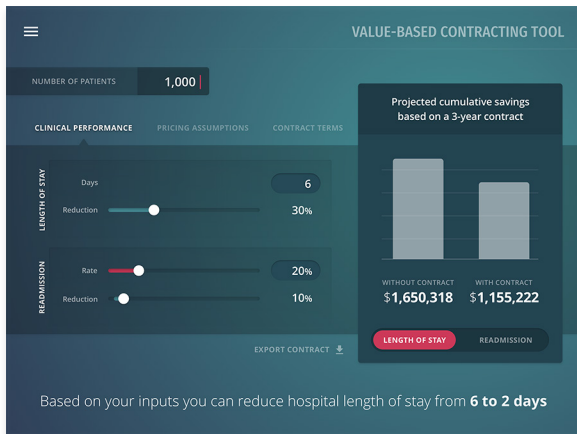 VALUE-BASED CONTRACTING TOOL
NUMBER OF PATIENTS 1,000
CLINICAL PERFORMANCE PRICING ASSUMPTIONS CONTRACT TERMS
LENGTH OF STAY
Days 6
Reduction 30%
READMISSION
Rate 20%
Reduction 10%
EXPORT CONTRACT
Projected cumulative savings
based on a 3-year contract
WITHOUT CONTRACT WITH CONTRACT
$1,650,318 $1,155,222
LENGTH OF STAY READMISSION
Based on your inputs you can reduce hospital length of stay from 6 to 2 days